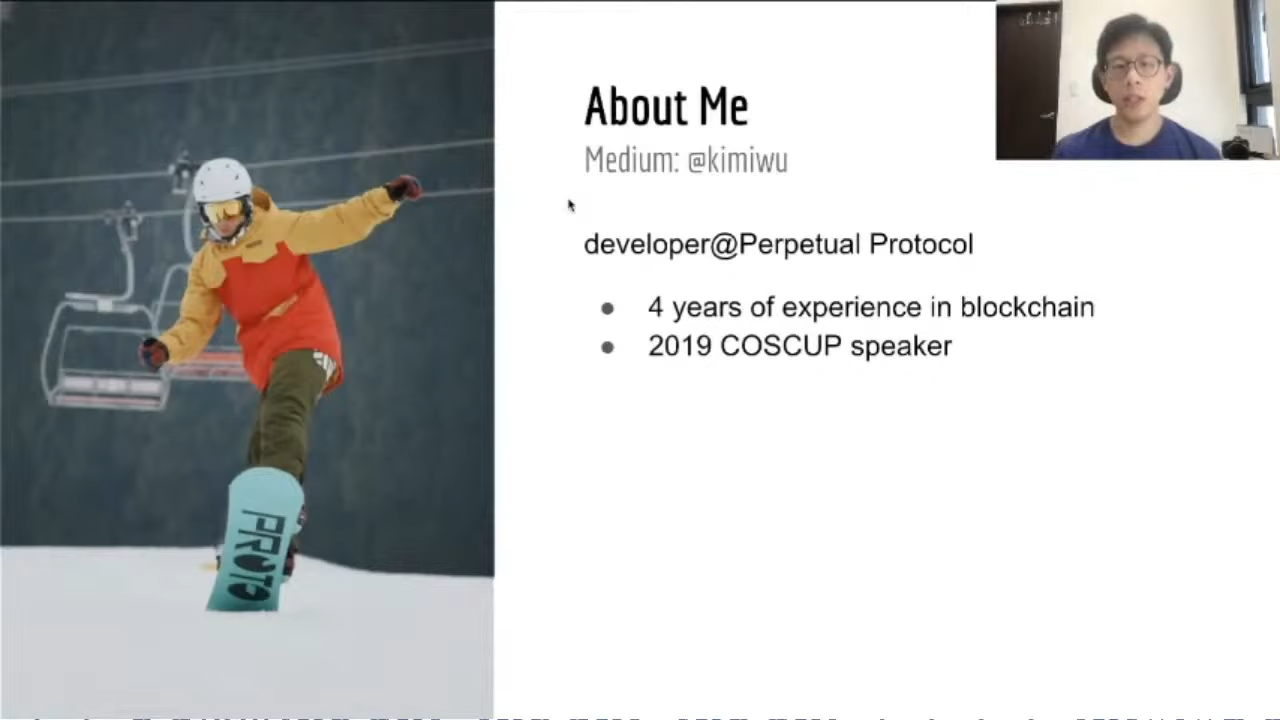 About Me
Medium: @kimiwu
developer@Perpetual Protocol
● 4 years of experience in blockchain
● 2019 COSCUP speaker
PROTO